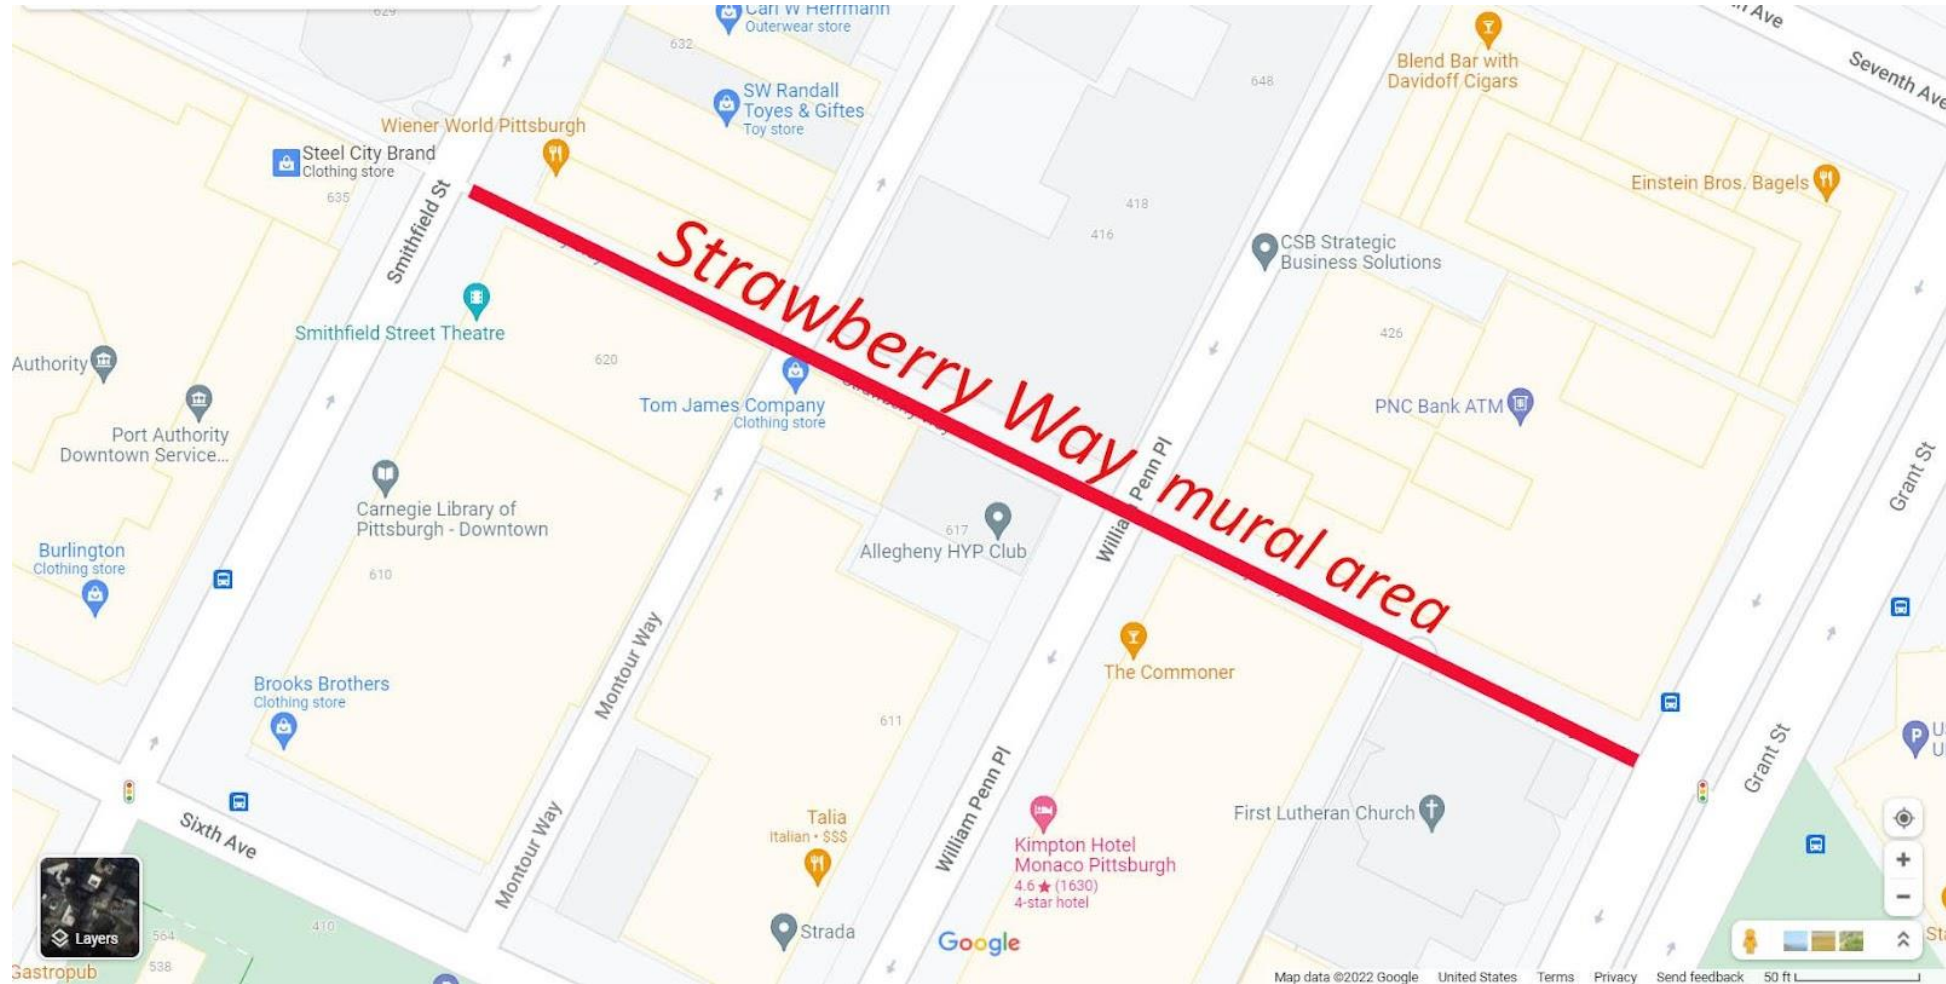 629
Carl W Herrmann
Outerwear store
632
SW Randall
Toyes & Giftes
Toy store
648
Blend Bar with
Davidoff Cigars
Ave
Seventh Ave
Wiener World Pittsburgh
Steel City Brand
Clothing store
635
Smithfield St
418
416
Einstein Bros. Bagels
CSB Strategic
Business Solutions
Strawberry Way mural area
Smithfield Street Theatre
620
426
Authority
Port Authority
Downtown Service...
Tom James Company
Clothing store
PNC Bank ATM
William Penn Pl
Grant St
Carnegie Library of
Pittsburgh - Downtown
617
Allegheny HYP Club
Burlington
Clothing store
610
Montour Way
The Commoner
Brooks Brothers
Clothing store
611
Grant St
P
U
U
William Penn Pl
Sixth Ave
Montour Way
Talia
Italian • $$$
Kimpton Hotel
Monaco Pittsburgh
4.6 ★ (1630)
4-star hotel
First Lutheran Church
Strada
Layers
564
538
410
Gastropub
Google
Sta
Map data ©2022 Google United States Terms Privacy Send feedback 50 ft